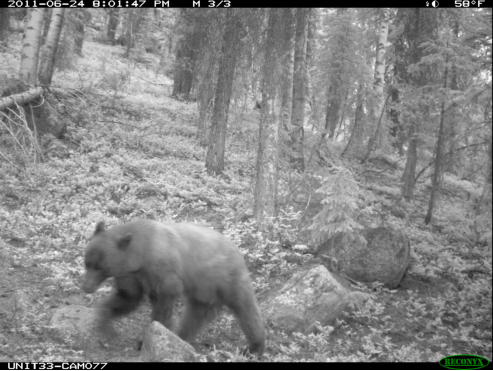 2011-06-24 8:01:47 PM M 3/3 58°F
UNIT33-CAM077 RECONYX